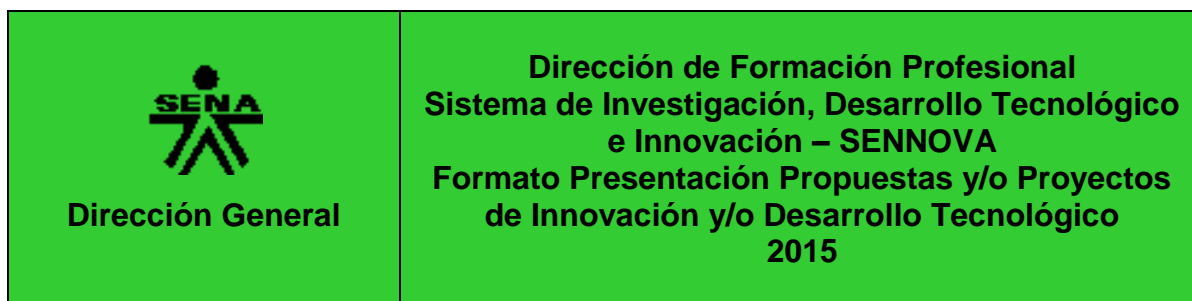 SENA
Dirección General
Dirección de Formación Profesional
Sistema de Investigación, Desarrollo Tecnológico
e Innovación – SENNOVA
Formato Presentación Propuestas y/o Proyectos
de Innovación y/o Desarrollo Tecnológico
2015